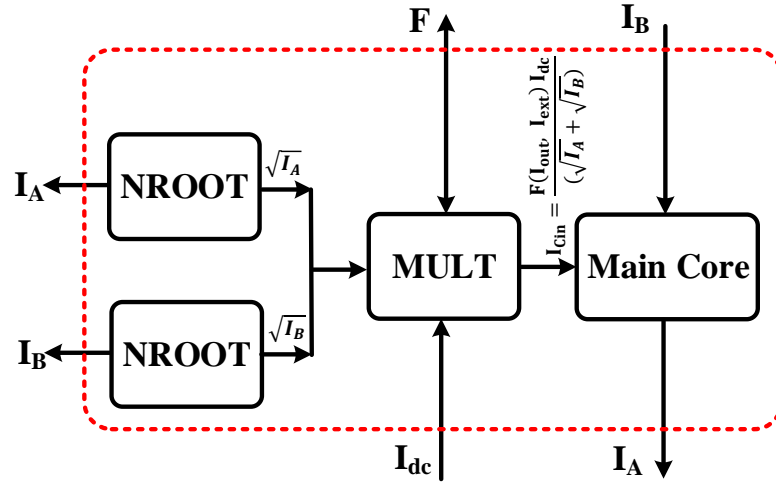 F
I_B
I_A
NROOT
√I_A
I_Cin = F(I_out, I_ext) I_dc / (√I_A + √I_B)
MULT
Main Core
I_B
NROOT
√I_B
I_dc
I_A